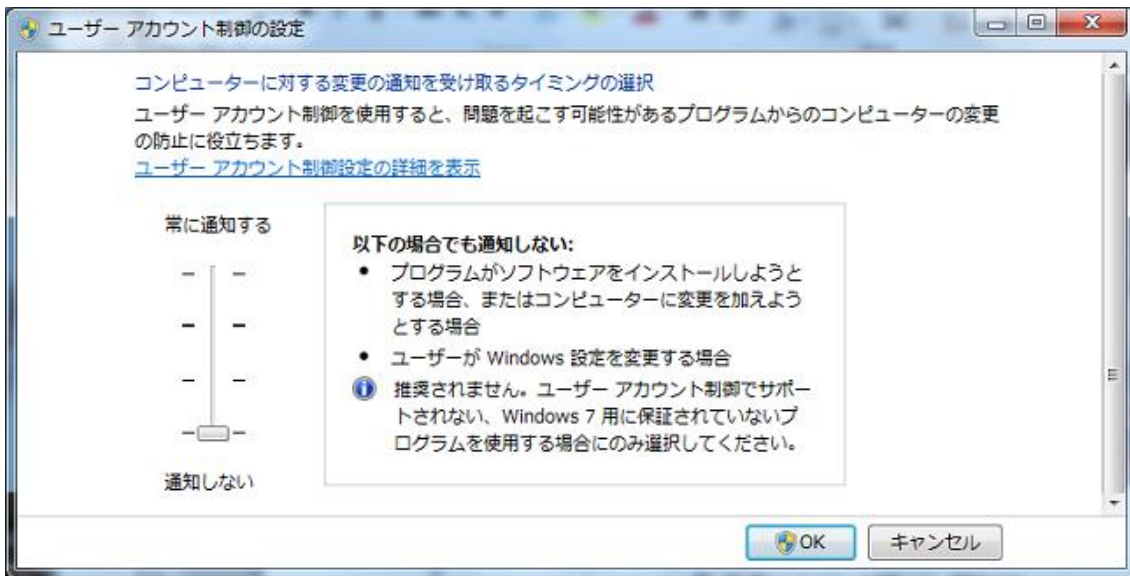 ユーザー アカウント制御の設定
コンピューターに対する変更の通知を受け取るタイミングの選択
ユーザー アカウント制御を使用すると、問題を起こす可能性があるプログラムからのコンピューターの変更
の防止に役立ちます。
ユーザー アカウント制御設定の詳細を表示
常に通知する
以下の場合でも通知しない:
• プログラムがソフトウェアをインストールしようと
する場合、またはコンピューターに変更を加えよう
とする場合
• ユーザーが Windows 設定を変更する場合
推奨されません。ユーザー アカウント制御でサポー
トされない、Windows 7 用に保証されていないプ
ログラムを使用する場合にのみ選択してください。
通知しない
OK
キャンセル